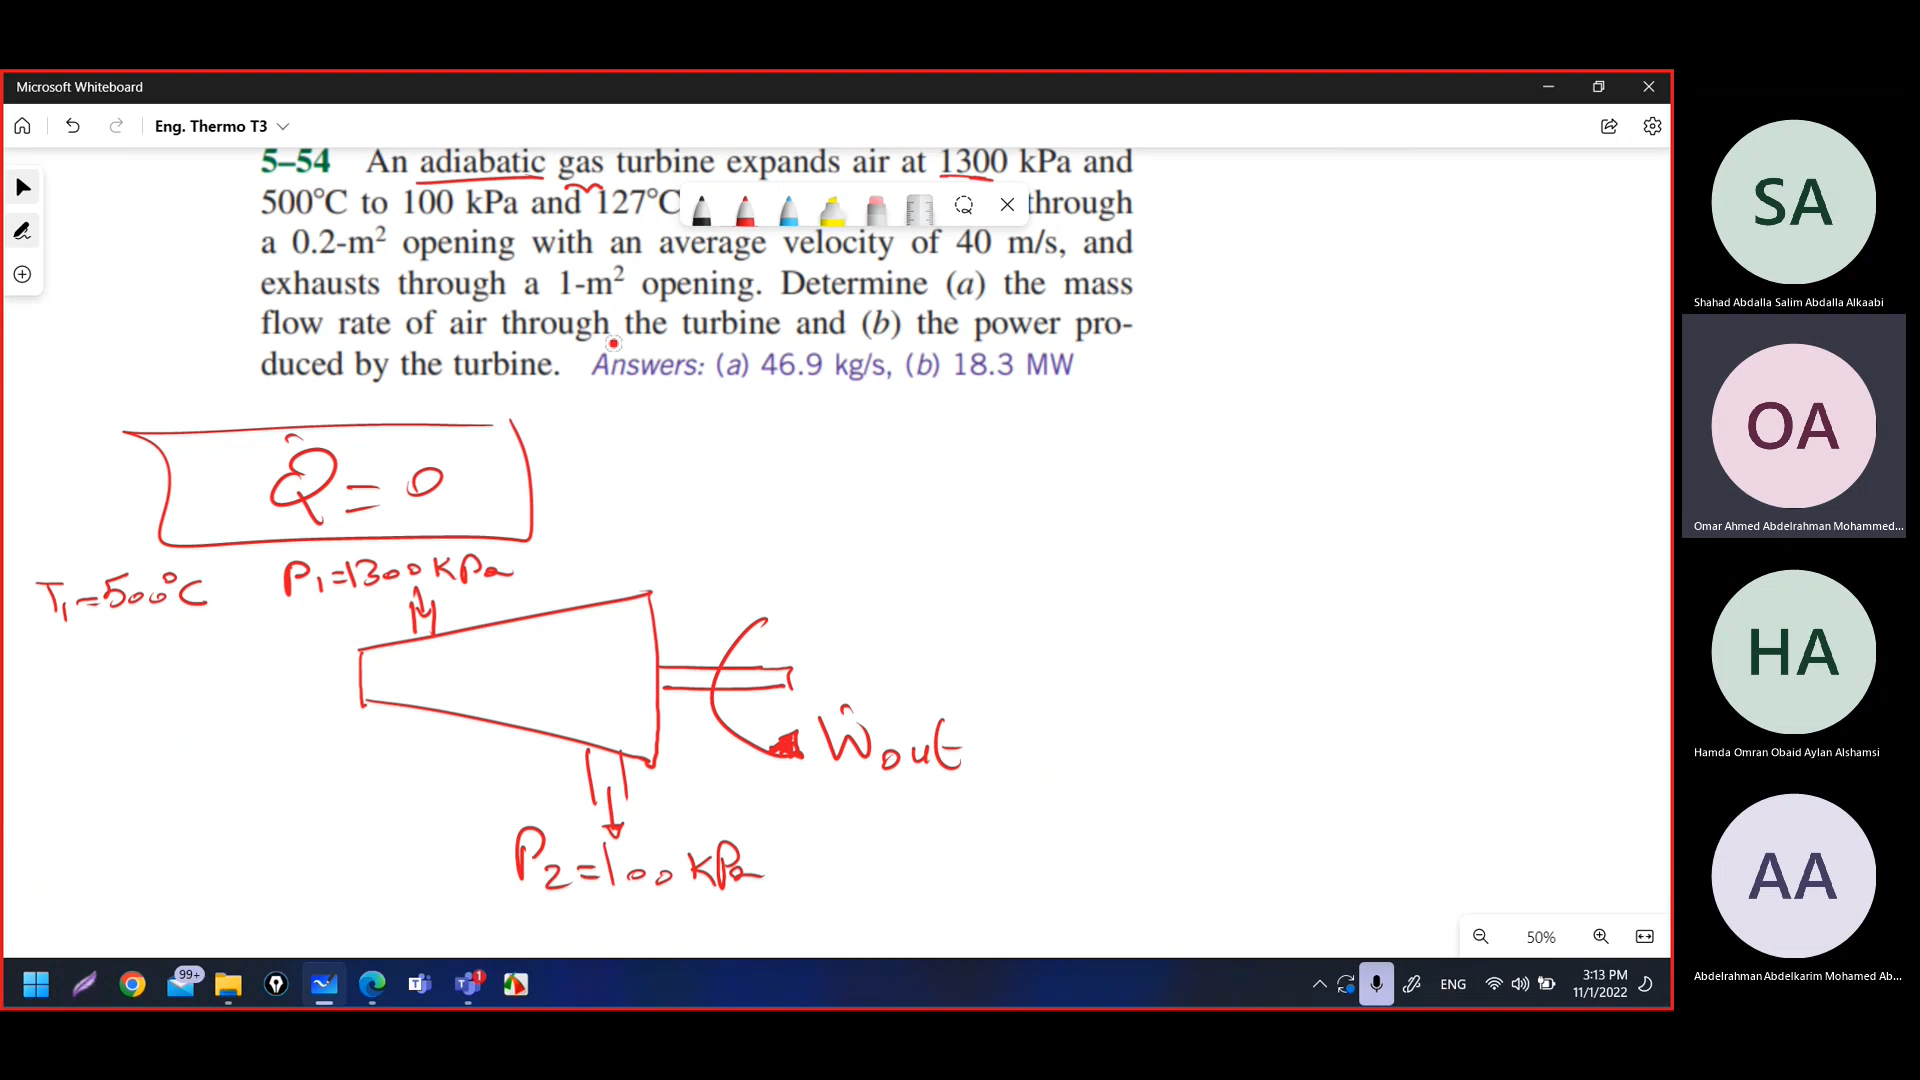 Microsoft Whiteboard
Eng. Thermo T3
5–54 An adiabatic gas turbine expands air at 1300 kPa and
500°C to 100 kPa and 127°C through
a 0.2-m² opening with an average velocity of 40 m/s, and
exhausts through a 1-m² opening. Determine (a) the mass
flow rate of air through the turbine and (b) the power pro-
duced by the turbine. Answers: (a) 46.9 kg/s, (b) 18.3 MW
Q̇ = 0
P₁=1300 kPa
T₁=500°C
Ẇout
P₂=100 kPa
50%
SA
Shahad Abdalla Salim Abdalla Alkaabi
OA
Omar Ahmed Abdelrahman Mohammed...
HA
Hamda Omran Obaid Aylan Alshamsi
AA
Abdelrahman Abdelkarim Mohamed Ab...
99+
1
ENG
3:13 PM
11/1/2022